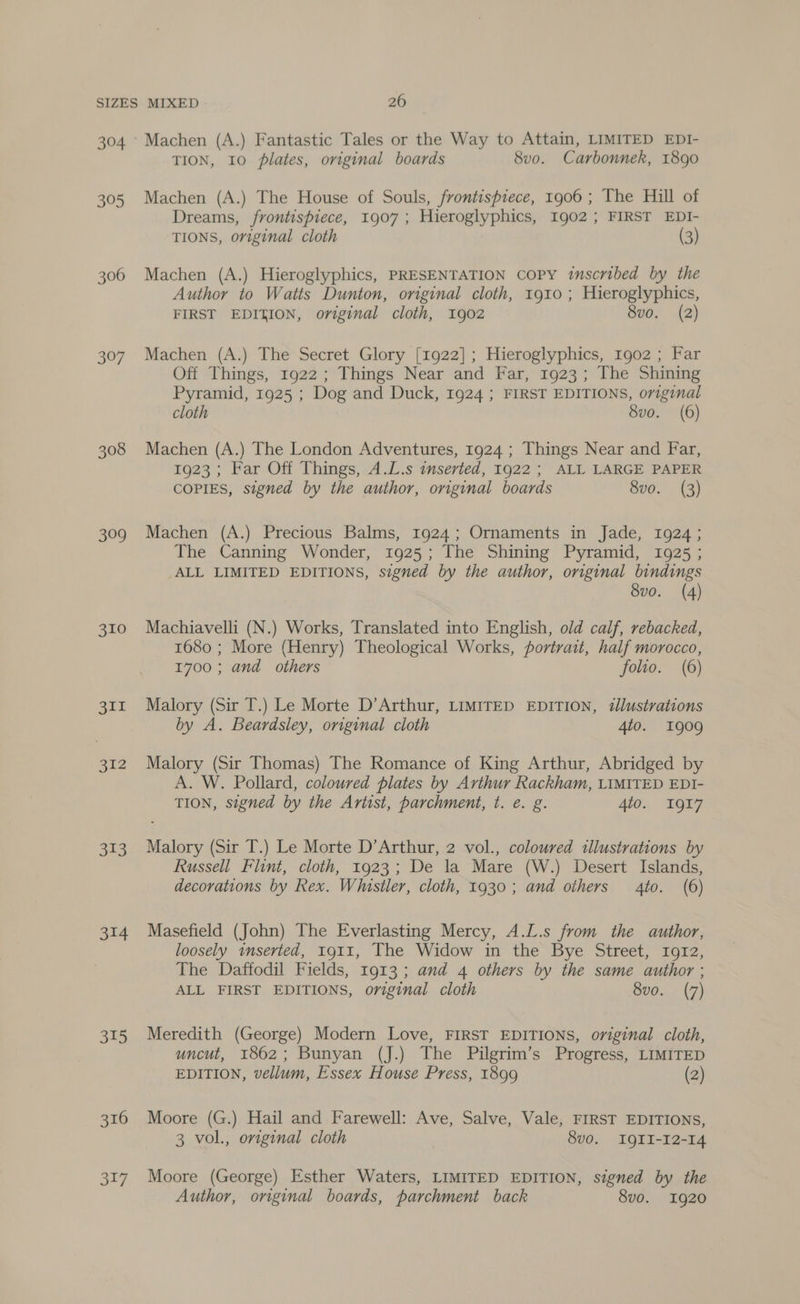 SIZES MIXED 26
304 Machen (A.) Fantastic Tales or the Way to Attain, LIMITED EDI-
TION, 10 plates, original boards 8vo. Carbonnek, 1890
305 Machen (A.) The House of Souls, frontispiece, 1906 ; The Hill of
Dreams, frontispiece, 1907 ; Hieroglyphics, 1902 ; FIRST EDI-
TIONS, original cloth (3)
306 Machen (A.) Hieroglyphics, PRESENTATION COPY inscribed by the
Author to Watts Dunton, original cloth, 1910 ; Hieroglyphics,
FIRST EDITION, original cloth, 1902 8vo. (2)
307 Machen (A.) The Secret Glory [1922] ; Hieroglyphics, 1902 ; Far
Off Things, 1922 ; Things Near and Far, 1923 ; The Shining
Pyramid, 1925 ; Dog and Duck, 1924 ; FIRST EDITIONS, original
cloth 8vo. (6)
308 Machen (A.) The London Adventures, 1924 ; Things Near and Far,
1923 ; Far Off Things, A.L.s inserted, 1922 ; ALL LARGE PAPER
COPIES, signed by the author, original boards 8vo. (3)
309 Machen (A.) Precious Balms, 1924 ; Ornaments in Jade, 1924 ;
The Canning Wonder, 1925 ; The Shining Pyramid, 1925 ;
ALL LIMITED EDITIONS, signed by the author, original bindings
8vo. (4)
310 Machiavelli (N.) Works, Translated into English, old calf, rebacked,
1680 ; More (Henry) Theological Works, portrait, half morocco,
1700 ; and others folio. (6)
311 Malory (Sir T.) Le Morte D'Arthur, LIMITED EDITION, illustrations
by A. Beardsley, original cloth 4to. 1909
312 Malory (Sir Thomas) The Romance of King Arthur, Abridged by
A. W. Pollard, coloured plates by Arthur Rackham, LIMITED EDI-
TION, signed by the Artist, parchment, t. e. g. 4to. 1917
313 Malory (Sir T.) Le Morte D'Arthur, 2 vol., coloured illustrations by
Russell Flint, cloth, 1923 ; De la Mare (W.) Desert Islands,
decorations by Rex. Whistler, cloth, 1930 ; and others 4to. (6)
314 Masefield (John) The Everlasting Mercy, A.L.s from the author,
loosely inserted, 1911, The Widow in the Bye Street, 1912,
The Daffodil Fields, 1913 ; and 4 others by the same author ;
ALL FIRST EDITIONS, original cloth 8vo. (7)
315 Meredith (George) Modern Love, FIRST EDITIONS, original cloth,
uncut, 1862 ; Bunyan (J.) The Pilgrim's Progress, LIMITED
EDITION, vellum, Essex House Press, 1899 (2)
316 Moore (G.) Hail and Farewell: Ave, Salve, Vale, FIRST EDITIONS,
3 vol., original cloth 8vo. 1911-12-14
317 Moore (George) Esther Waters, LIMITED EDITION, signed by the
Author, original boards, parchment back 8vo. 1920